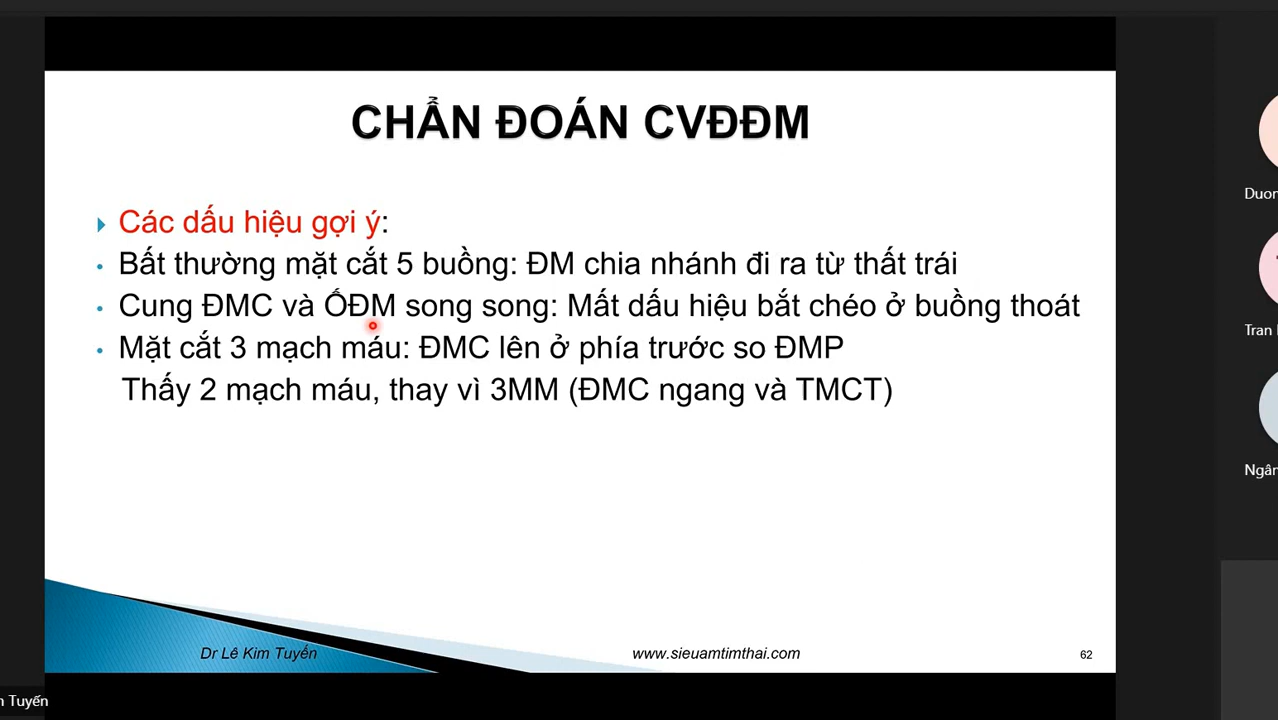 CHẨN ĐOÁN CVĐĐM
Các dấu hiệu gợi ý:
Bất thường mặt cắt 5 buồng: ĐM chia nhánh đi ra từ thất trái
Cung ĐMC và ỐĐM song song: Mất dấu hiệu bắt chéo ở buồng thoát
Mặt cắt 3 mạch máu: ĐMC lên ở phía trước so ĐMP
Thấy 2 mạch máu, thay vì 3MM (ĐMC ngang và TMCT)
Dr Lê Kim Tuyến
www.sieuamtimthai.com
62
Tuyến
Tran
Ngân